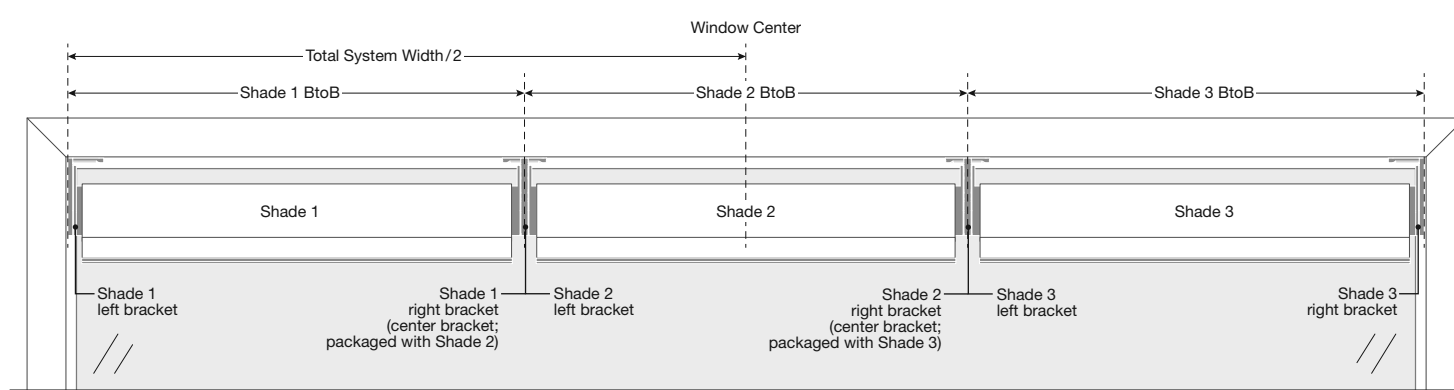 Window Center
Total System Width/2
Shade 1 BtoB
Shade 2 BtoB
Shade 3 BtoB
Shade 1
Shade 2
Shade 3
Shade 1
left bracket
Shade 1
right bracket
(center bracket;
packaged with Shade 2)
Shade 2
left bracket
Shade 2
right bracket
(center bracket;
packaged with Shade 3)
Shade 3
left bracket
Shade 3
right bracket